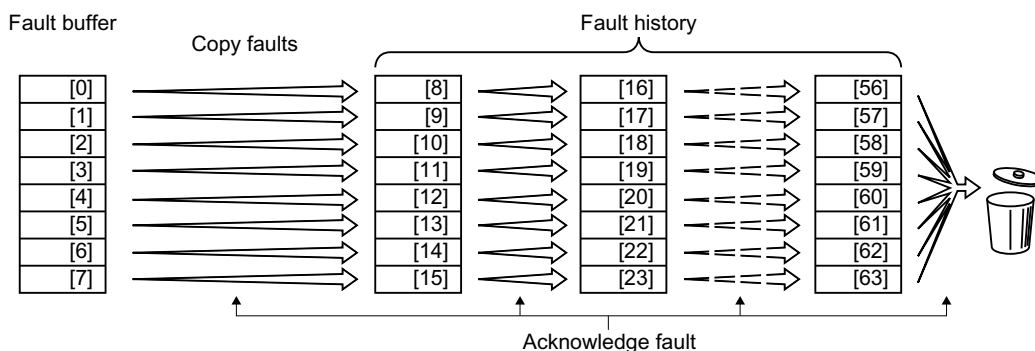 Fault buffer
Copy faults
Fault history
[0] [8] [16] [56]
[1] [9] [17] [57]
[2] [10] [18] [58]
[3] [11] [19] [59]
[4] [12] [20] [60]
[5] [13] [21] [61]
[6] [14] [22] [62]
[7] [15] [23] [63]
Acknowledge fault